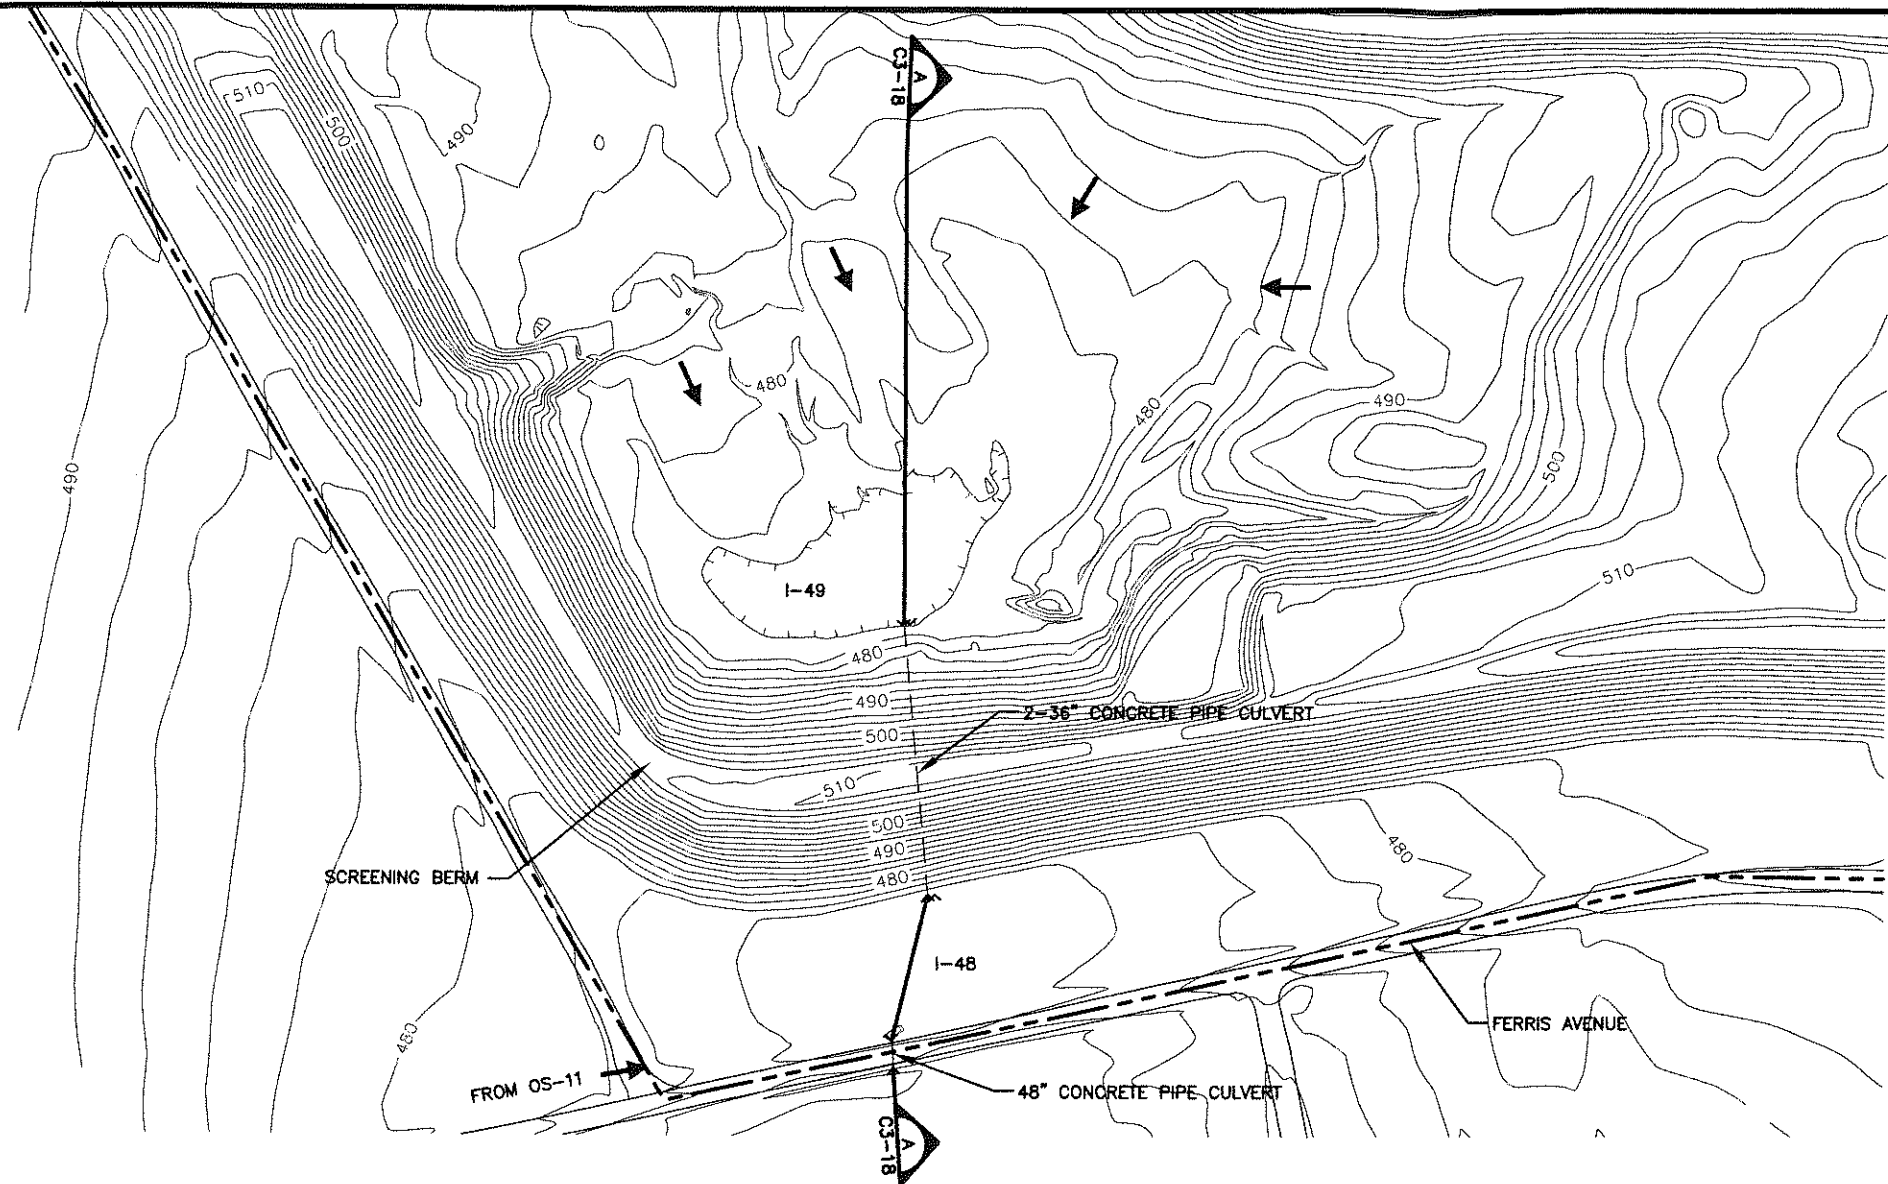 C3-18
A
510
500
490
490
480
480
490
500
490
I-49
510
480
490
2-36" CONCRETE PIPE CULVERT
500
510
500
490
480
480
SCREENING BERM
I-48
480
FERRIS AVENUE
FROM OS-11
48" CONCRETE PIPE CULVERT
C3-18
A